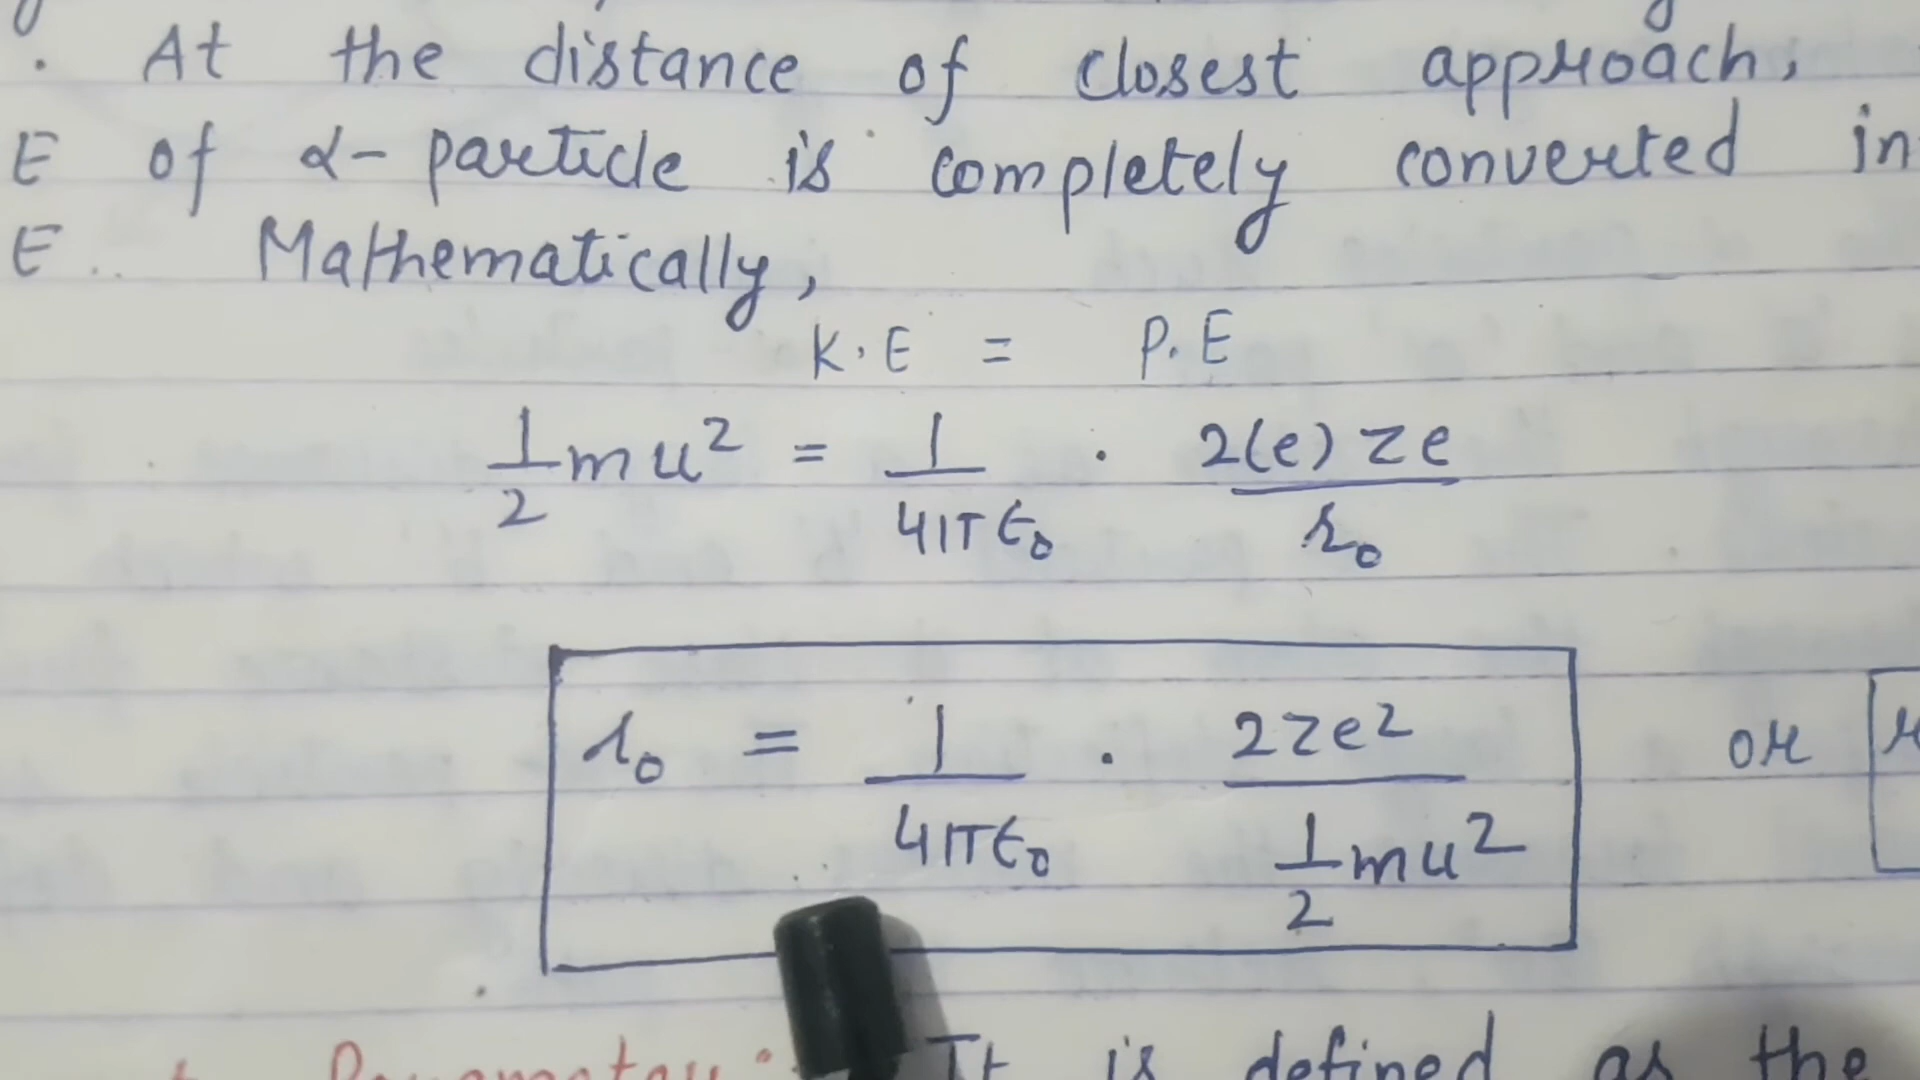 . At the distance of closest approach,
E of α-particle is completely converted in
E Mathematically,
K.E = P.E
1/2 mu² = 1/4πε₀ . 2(e)ze/r₀
r₀ = 1/4πε₀ . 2ze²/(1/2 mu²) or r
Parameter: It is defined as the